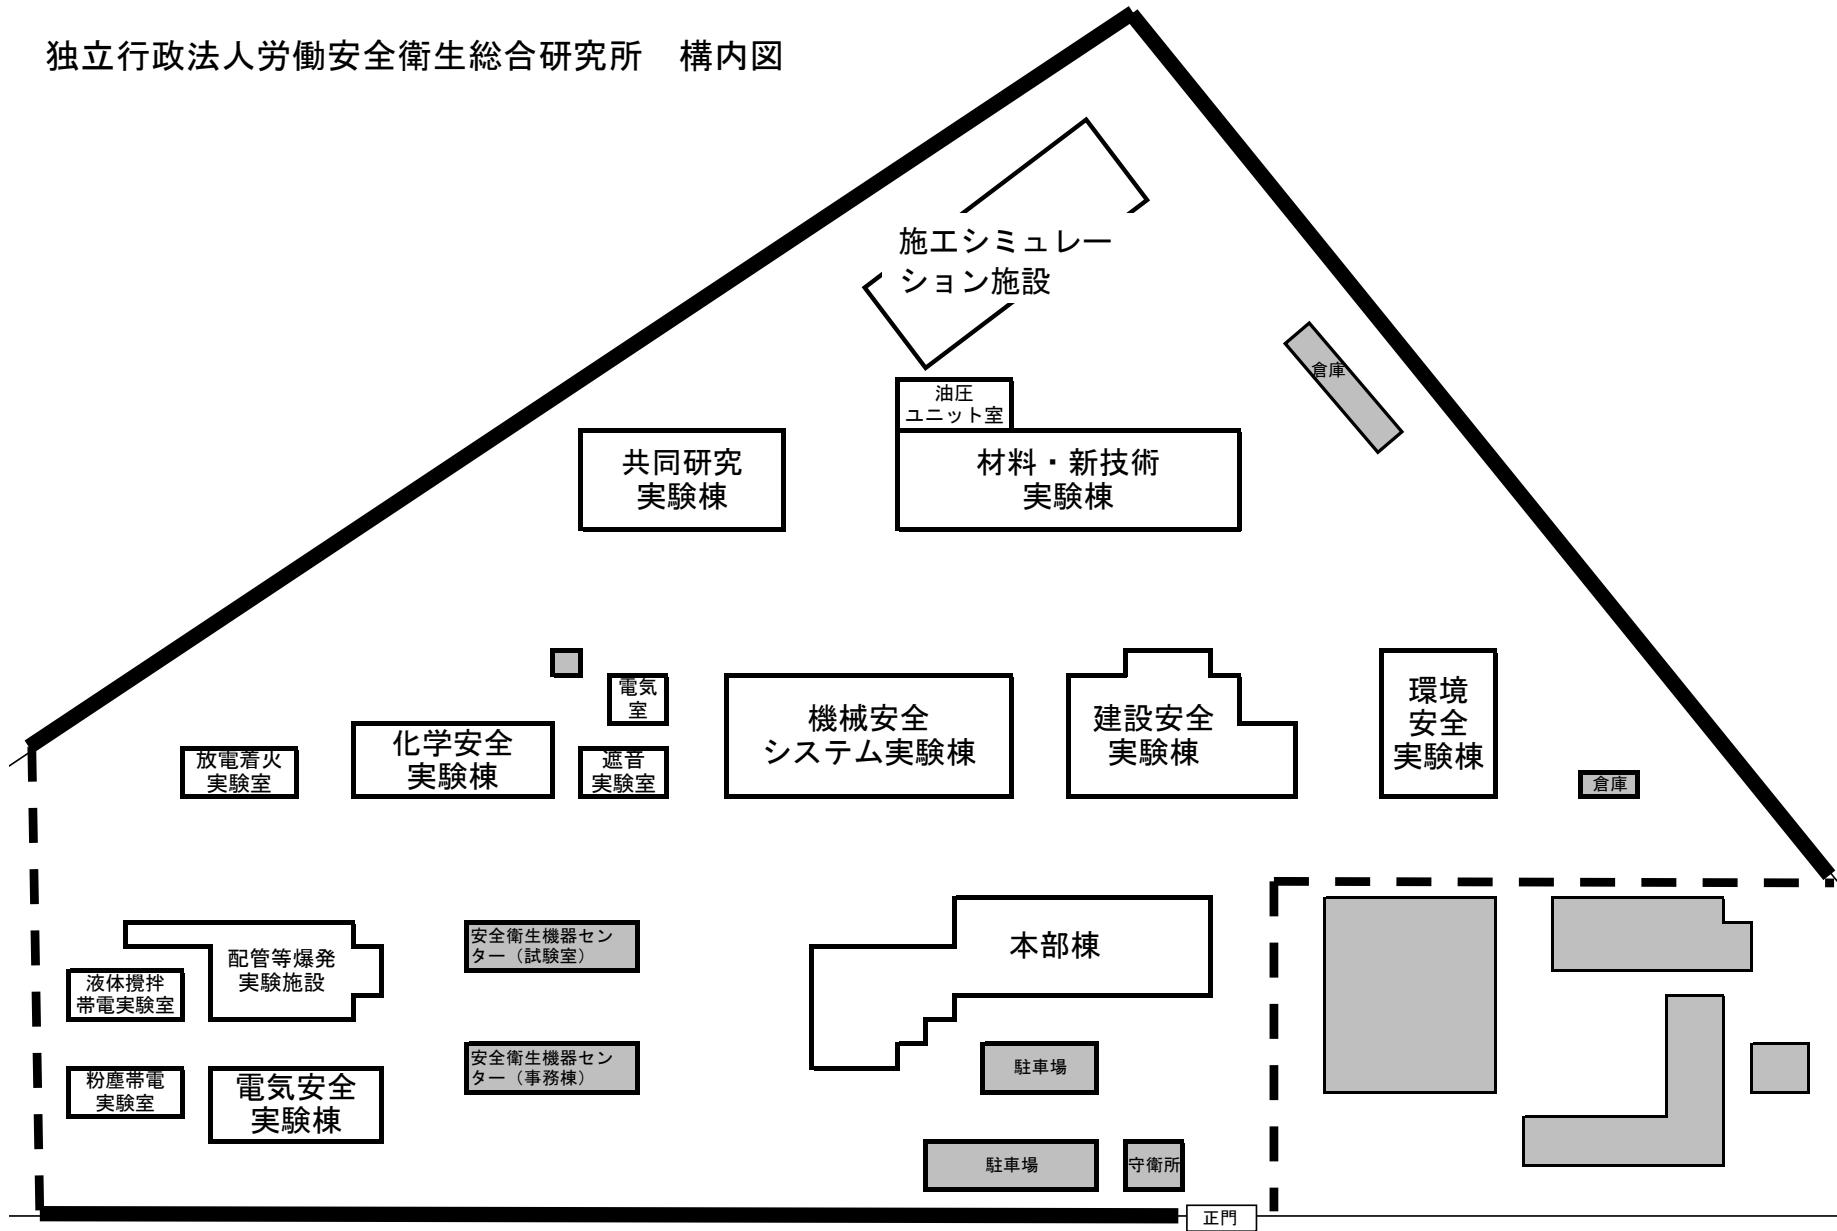 独立行政法人労働安全衛生総合研究所　構内図
施工シミュレー
ション施設
倉庫
油圧
ユニット室
共同研究
実験棟
材料・新技術
実験棟
電気
室
機械安全
システム実験棟
建設安全
実験棟
環境
安全
実験棟
化学安全
実験棟
放電着火
実験室
遮音
実験室
倉庫
配管等爆発
実験施設
安全衛生機器セン
ター（試験室）
本部棟
液体攪拌
帯電実験室
安全衛生機器セン
ター（事務棟）
駐車場
粉塵帯電
実験室
電気安全
実験棟
駐車場
守衛所
正門